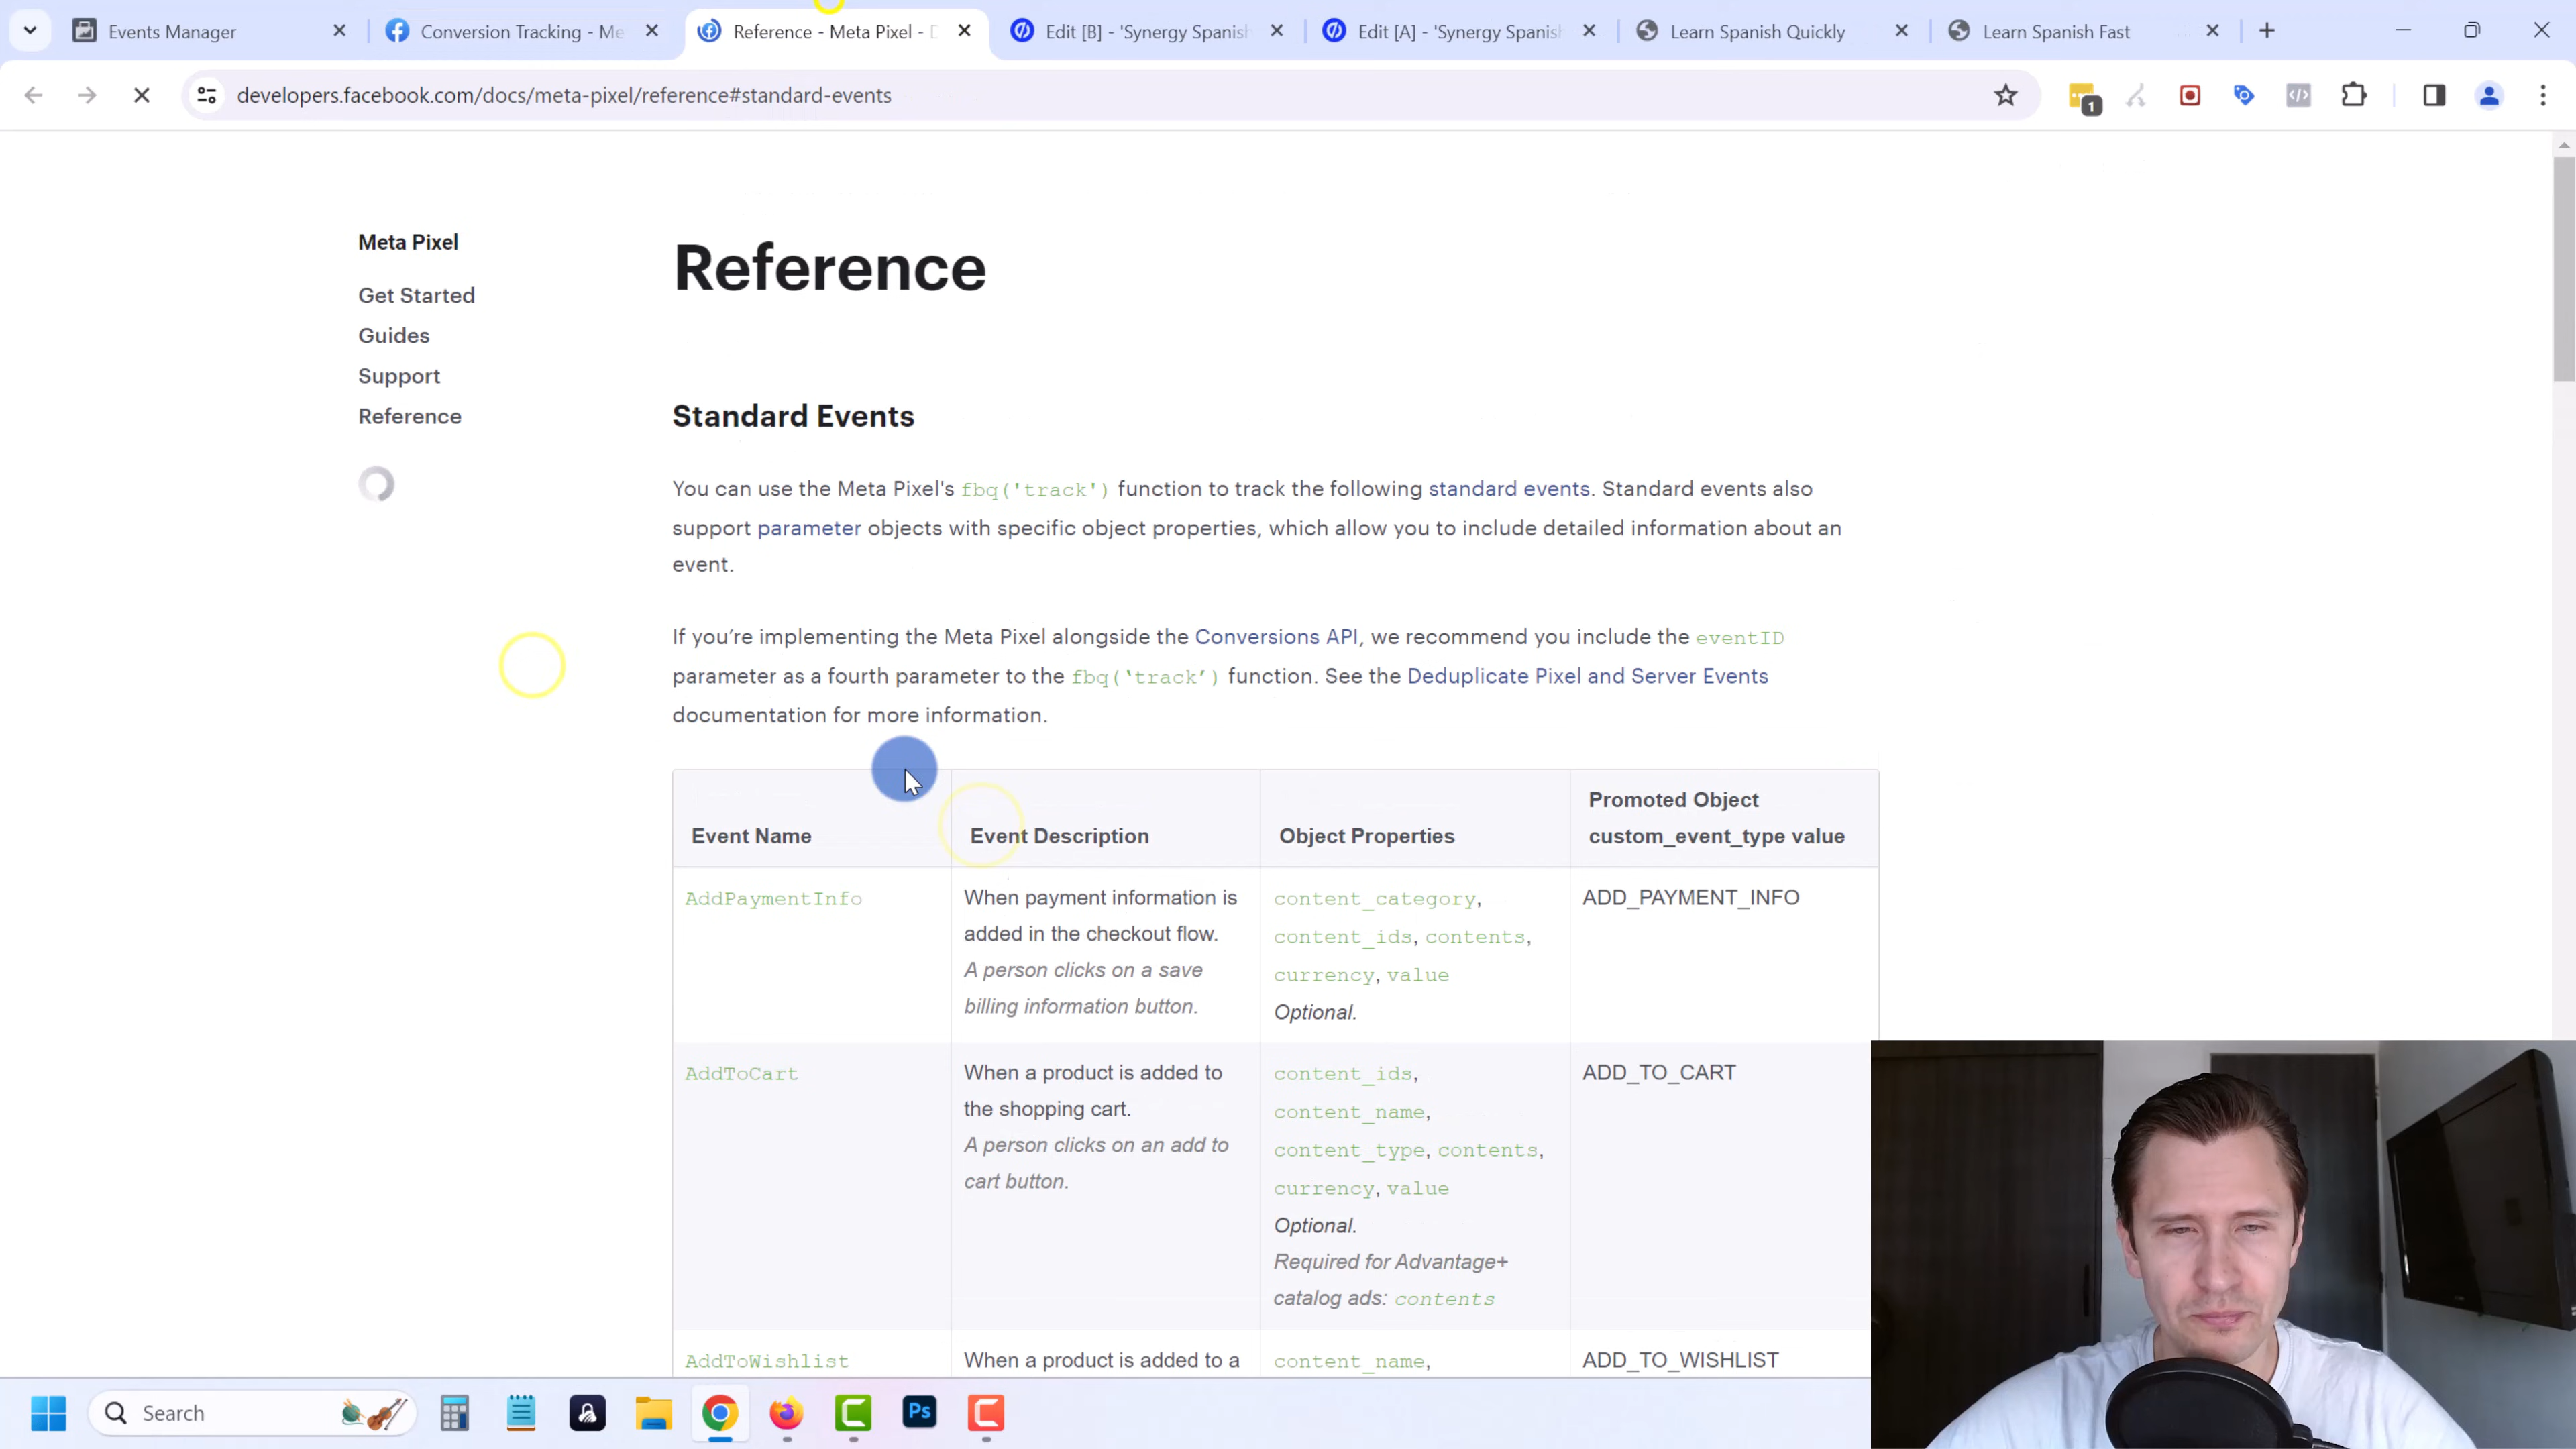 Events Manager
Conversion Tracking - Me
Reference - Meta Pixel - D
Edit [B] - 'Synergy Spanish
Edit [A] - 'Synergy Spanish
Learn Spanish Quickly
Learn Spanish Fast
developers.facebook.com/docs/meta-pixel/reference#standard-events
1
Meta Pixel
Get Started
Guides
Support
Reference
Reference
Standard Events
You can use the Meta Pixel's fbq('track') function to track the following standard events. Standard events also
support parameter objects with specific object properties, which allow you to include detailed information about an
event.
If you’re implementing the Meta Pixel alongside the Conversions API, we recommend you include the eventID
parameter as a fourth parameter to the fbq(‘track’) function. See the Deduplicate Pixel and Server Events
documentation for more information.
Event Name
Event Description
Object Properties
Promoted Object
custom_event_type value
AddPaymentInfo
When payment information is
added in the checkout flow.
A person clicks on a save
billing information button.
content_category,
content_ids, contents,
currency, value
Optional.
ADD_PAYMENT_INFO
AddToCart
When a product is added to
the shopping cart.
A person clicks on an add to
cart button.
content_ids,
content_name,
content_type, contents,
currency, value
Optional.
Required for Advantage+
catalog ads: contents
ADD_TO_CART
AddToWishlist
When a product is added to a
content_name,
ADD_TO_WISHLIST
Search
Ps